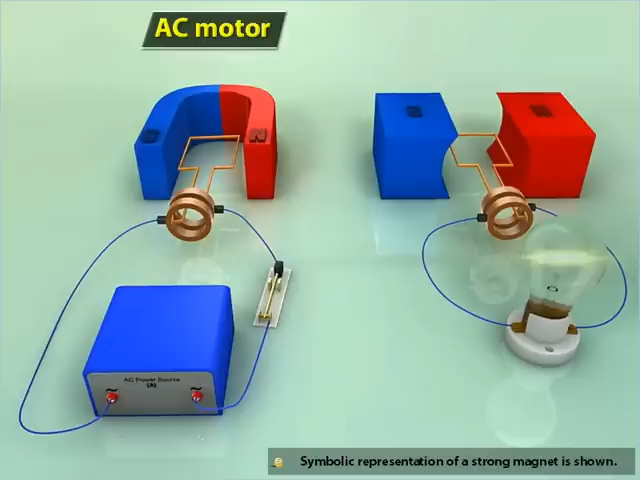 AC motor
N
AC Power Source
(A)
~ ~
Symbolic representation of a strong magnet is shown.